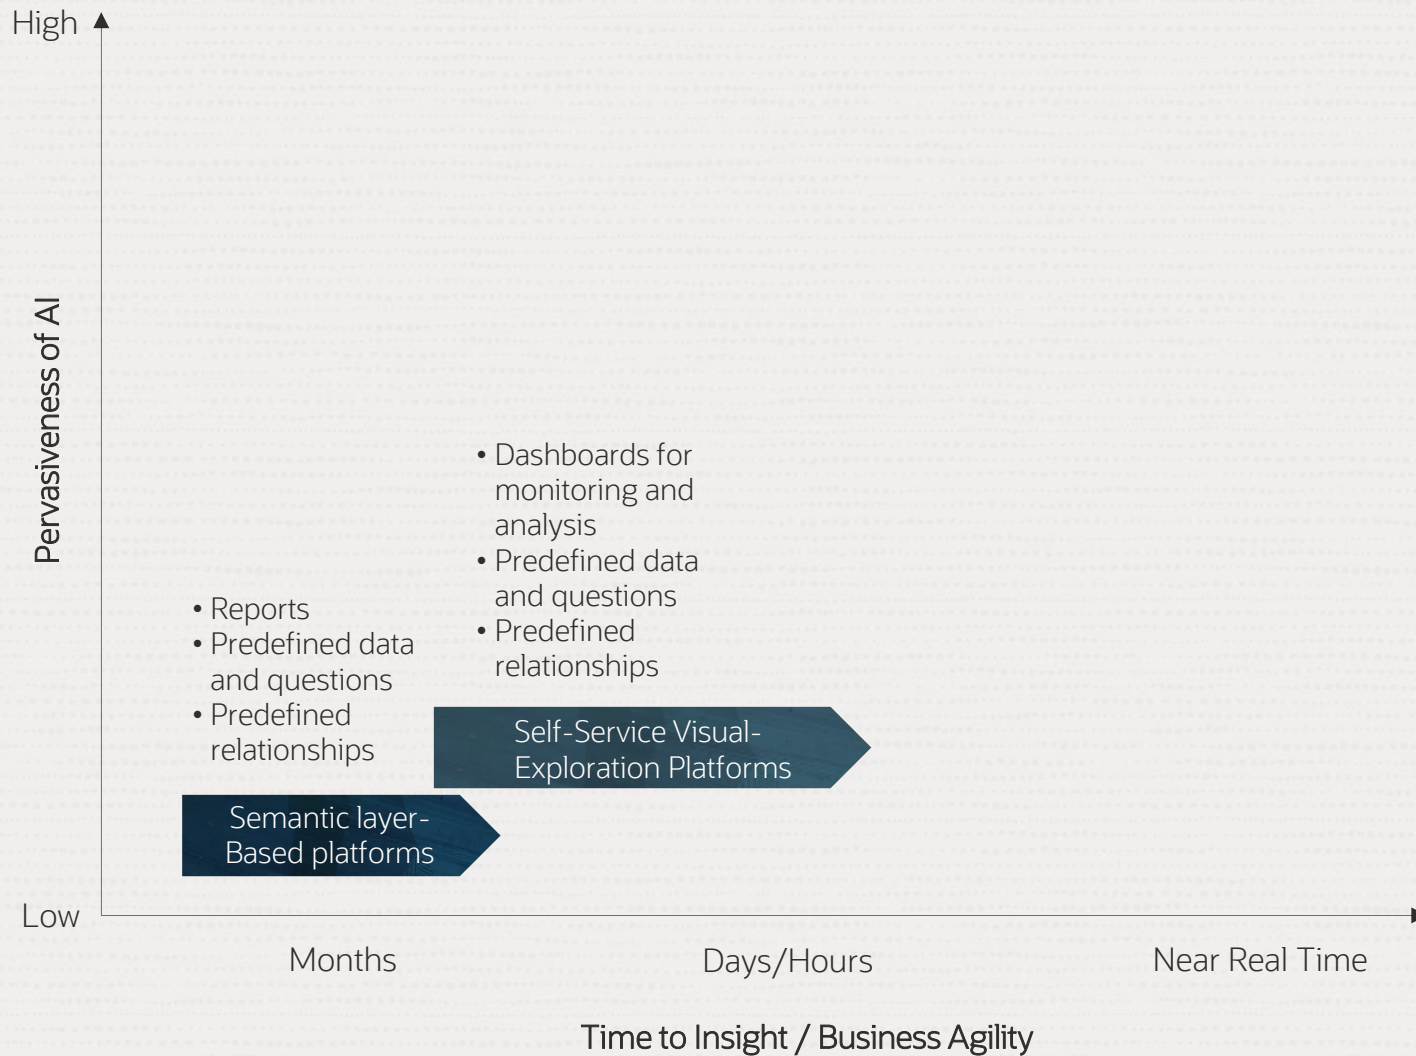 High
Pervasiveness of AI
• Dashboards for
monitoring and
analysis
• Predefined data
and questions
• Predefined
relationships
• Reports
• Predefined data
and questions
• Predefined
relationships
Self-Service Visual-
Exploration Platforms
Semantic layer-
Based platforms
Low
Months
Days/Hours
Near Real Time
Time to Insight / Business Agility